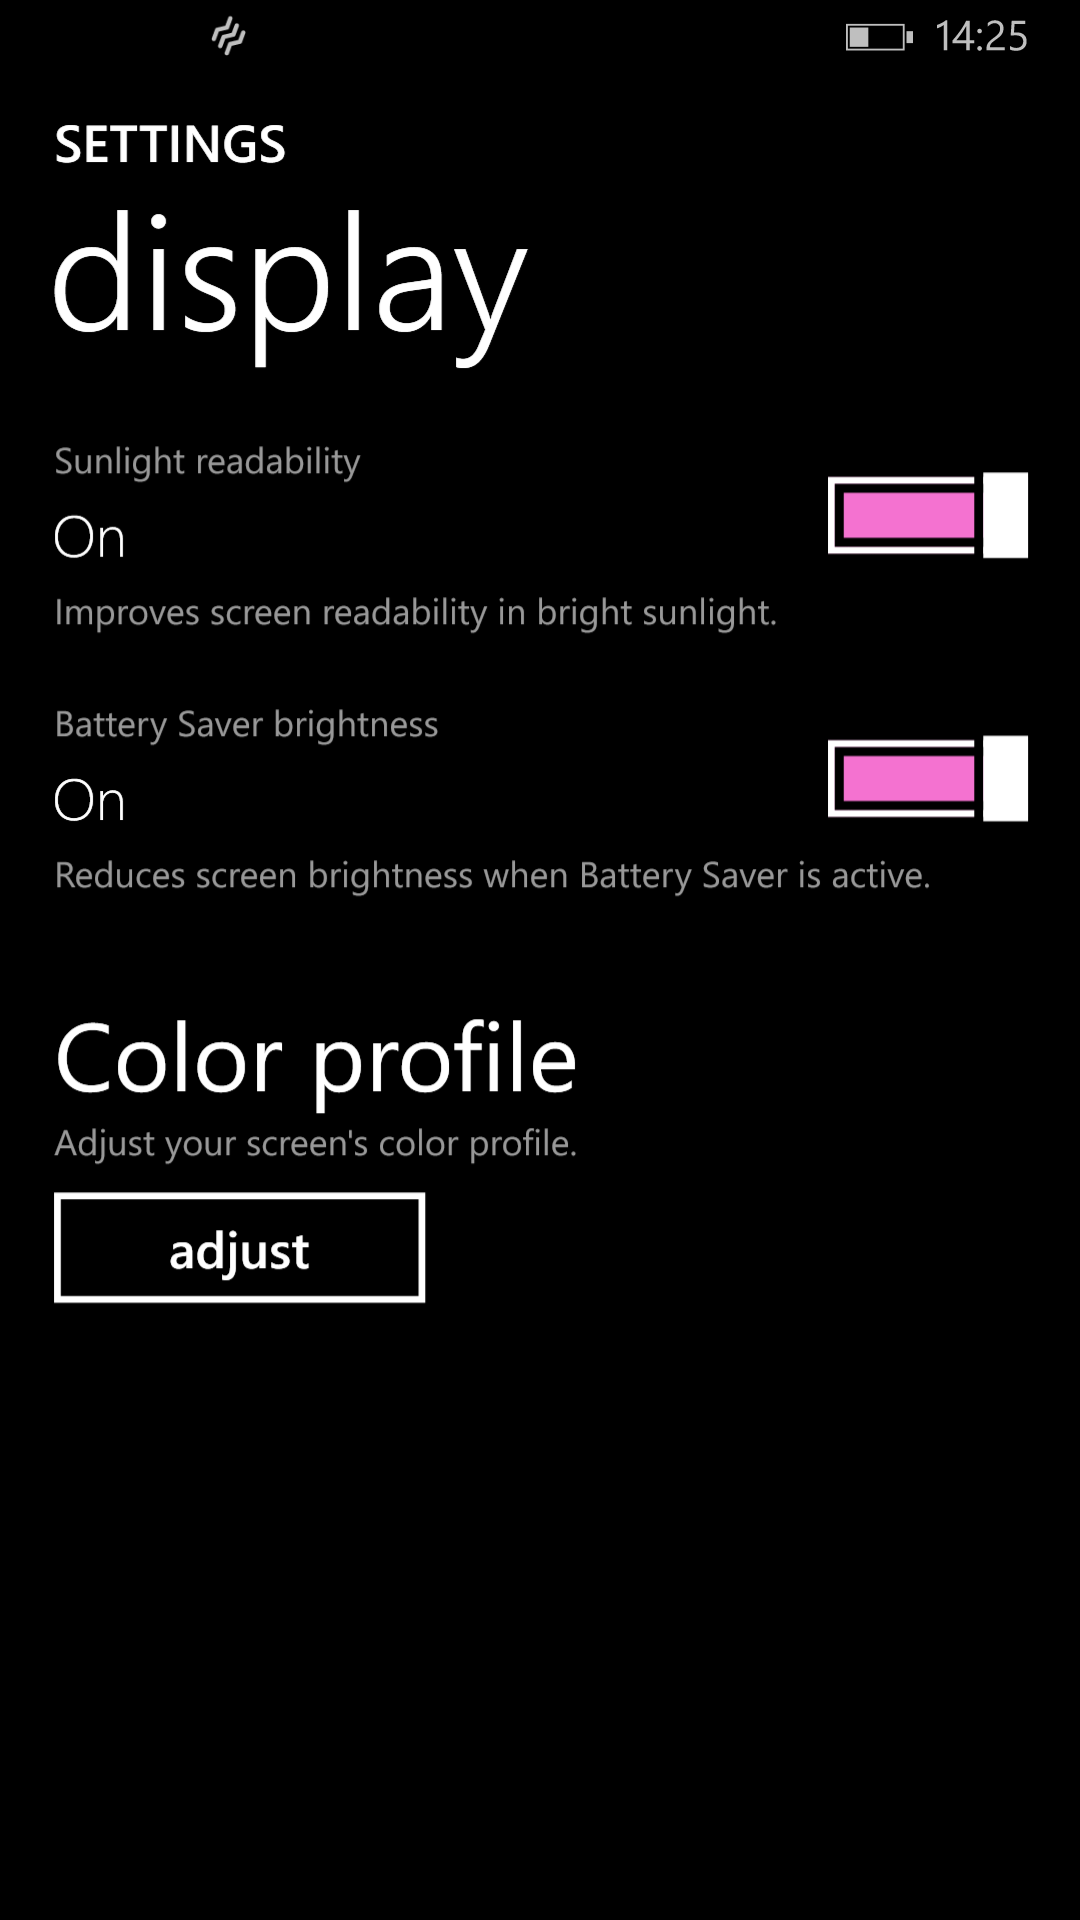 14:25
SETTINGS
display
Sunlight readability
On
Improves screen readability in bright sunlight.
Battery Saver brightness
On
Reduces screen brightness when Battery Saver is active.
Color profile
Adjust your screen's color profile.
adjust